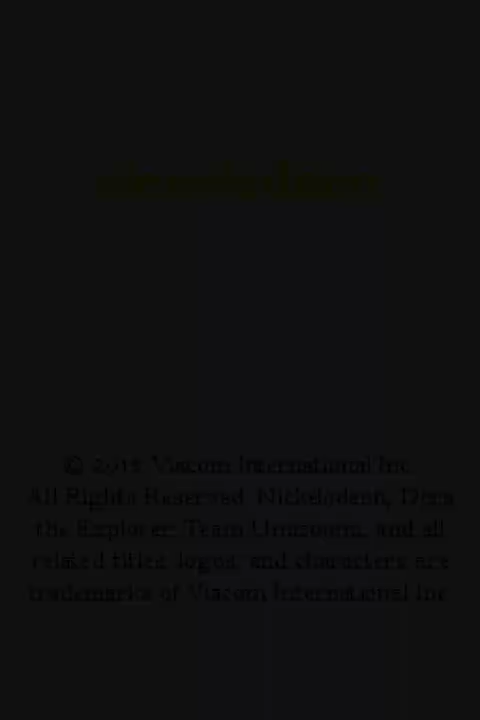 Viacom International Inc.
All Rights Reserved. Nickelodeon, Dora
the Explorer, Team Umizoomi, and all
related titles, logos, and characters are
trademarks of Viacom International Inc.